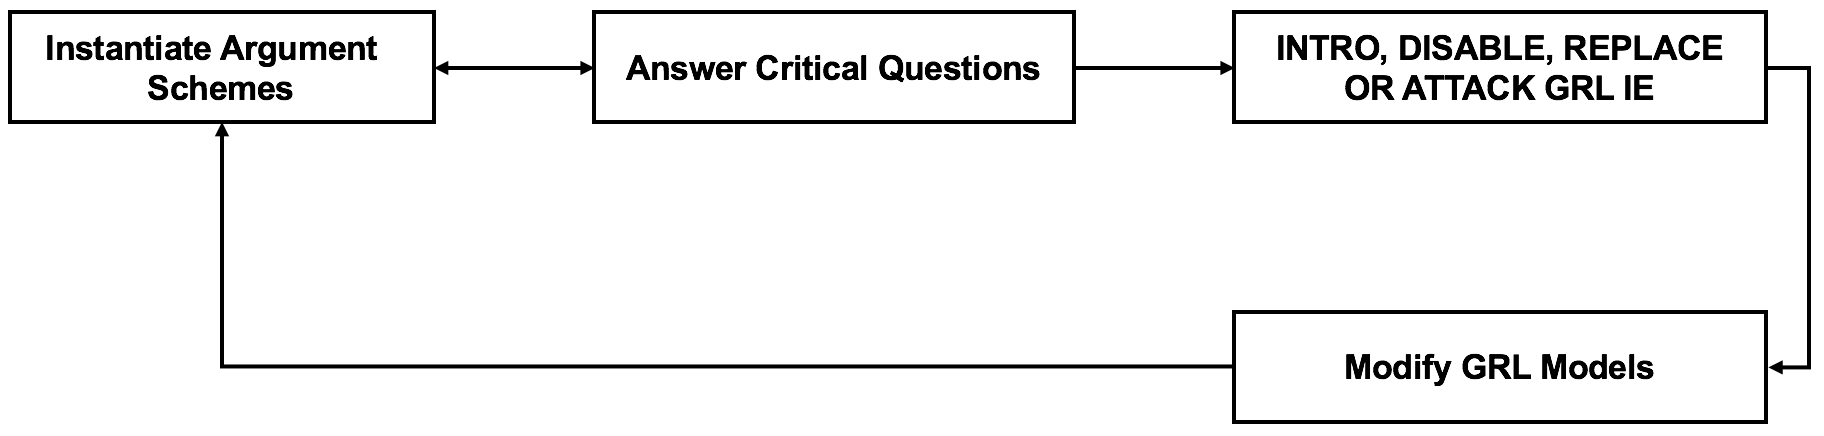 Instantiate Argument
Schemes
Answer Critical Questions
INTRO, DISABLE, REPLACE
OR ATTACK GRL IE
Modify GRL Models